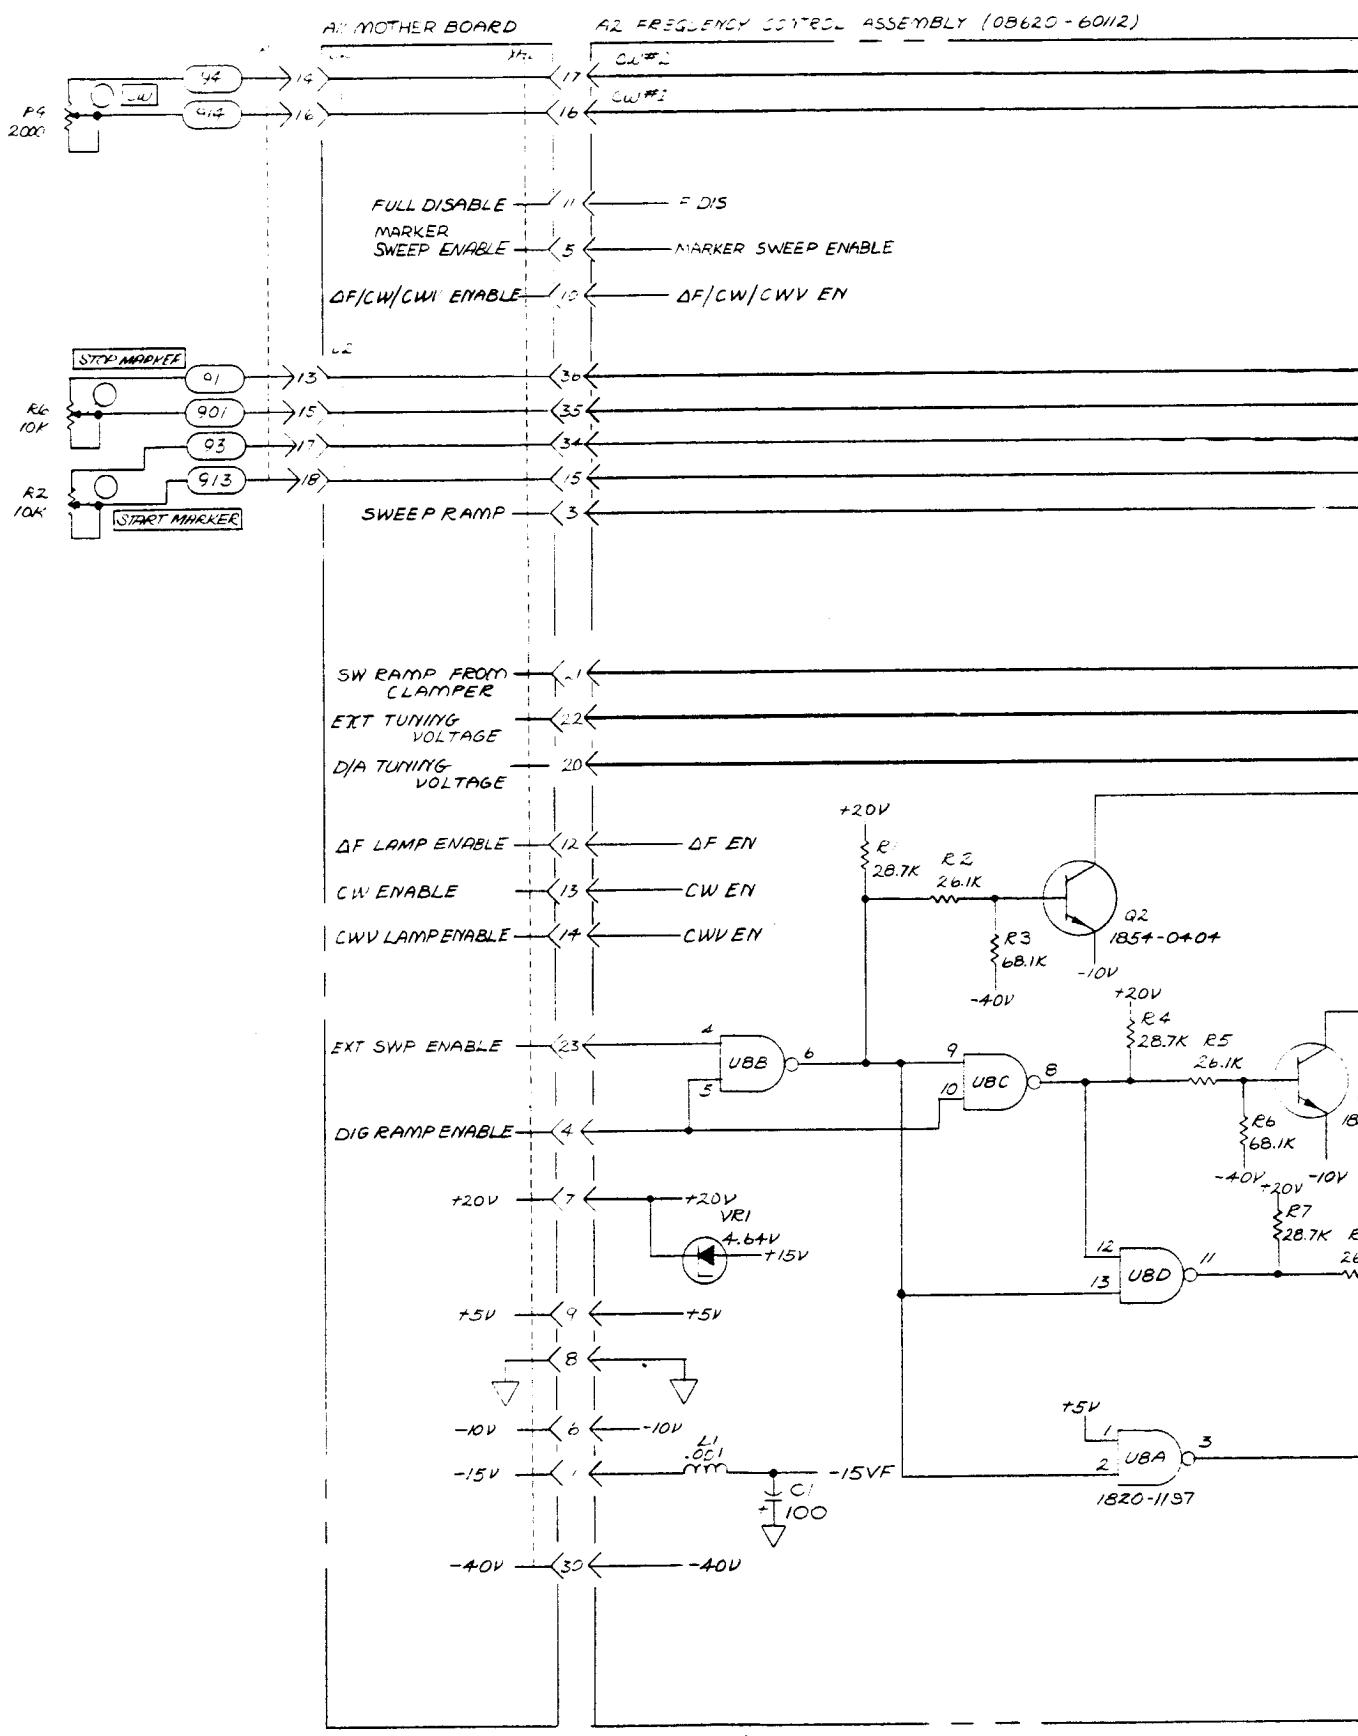 MOTHER BOARD
A2 FREQUENCY CONTROL ASSEMBLY (08620-60112)
94
14
17
CW#2
CW
914
16
16
CW#1
2000
FULL DISABLE
11
F DIS
MARKER
SWEEP ENABLE
5
MARKER SWEEP ENABLE
ΔF/CW/CWV ENABLE
10
ΔF/CW/CWV EN
STOP MARKER
91
13
36
R6
10K
901
15
35
93
17
34
R2
10K
913
18
15
START MARKER
SWEEP RAMP
3
SW RAMP FROM
CLAMPER
21
EXT TUNING
VOLTAGE
22
D/A TUNING
VOLTAGE
20
+20V
R1
28.7K
R2
26.1K
Q2
1854-0404
R3
68.1K
-10V
-40V
ΔF LAMP ENABLE
12
ΔF EN
CW ENABLE
13
CW EN
CWV LAMP ENABLE
14
CWV EN
+20V
R4
28.7K
R5
26.1K
EXT SWP ENABLE
23
4
5
U8B
6
9
10
U8C
8
R6
68.1K
18
-40V
-10V
DIG RAMP ENABLE
4
+20V
7
+20V
VR1
4.64V
+15V
+20V
R7
28.7K
R
26
12
13
U8D
11
+5V
9
+5V
8
-10V
6
-10V
-15V
1
L1
.001
-15VF
C1
+
100
+5V
1
2
U8A
3
1820-1197
-40V
30
-40V